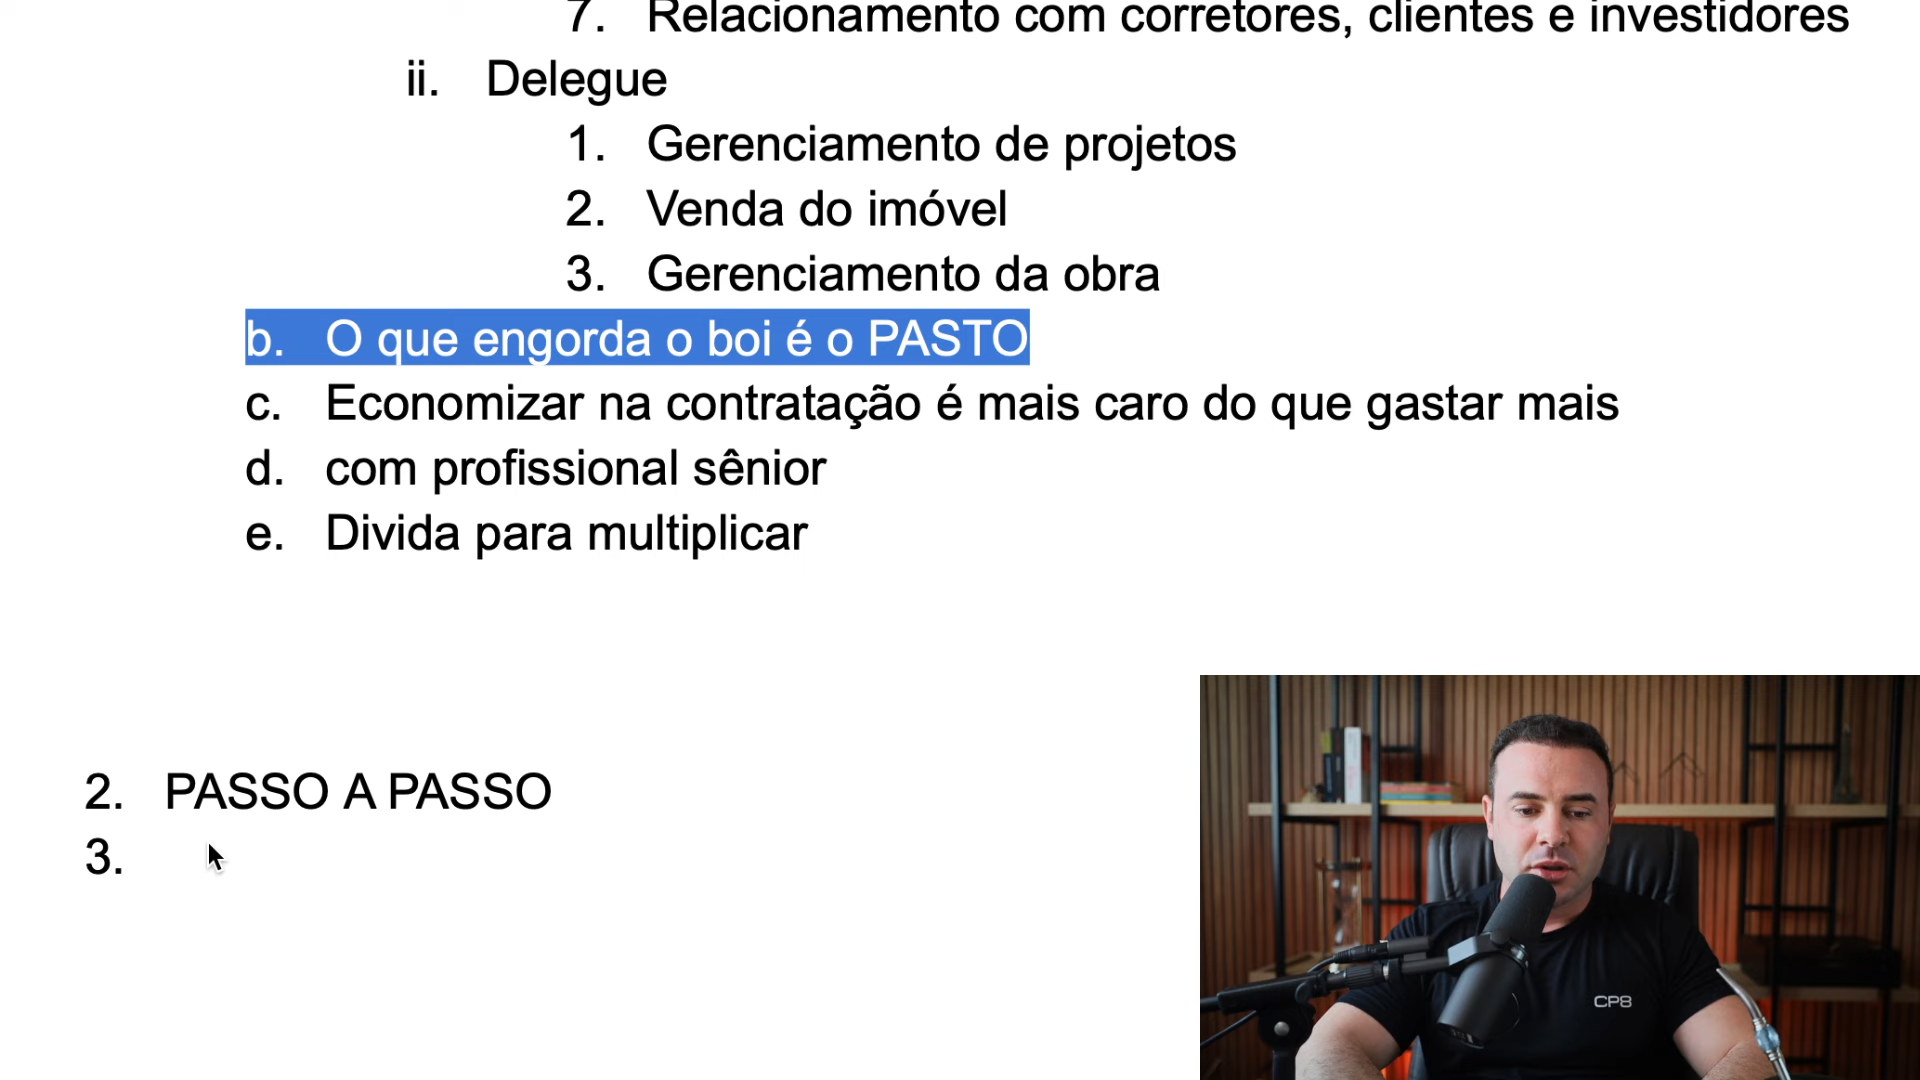 7. Relacionamento com corretores, clientes e investidores
ii. Delegue
1. Gerenciamento de projetos
2. Venda do imóvel
3. Gerenciamento da obra
b. O que engorda o boi é o PASTO
c. Economizar na contratação é mais caro do que gastar mais
d. com profissional sênior
e. Divida para multiplicar
2. PASSO A PASSO
3.
CP8